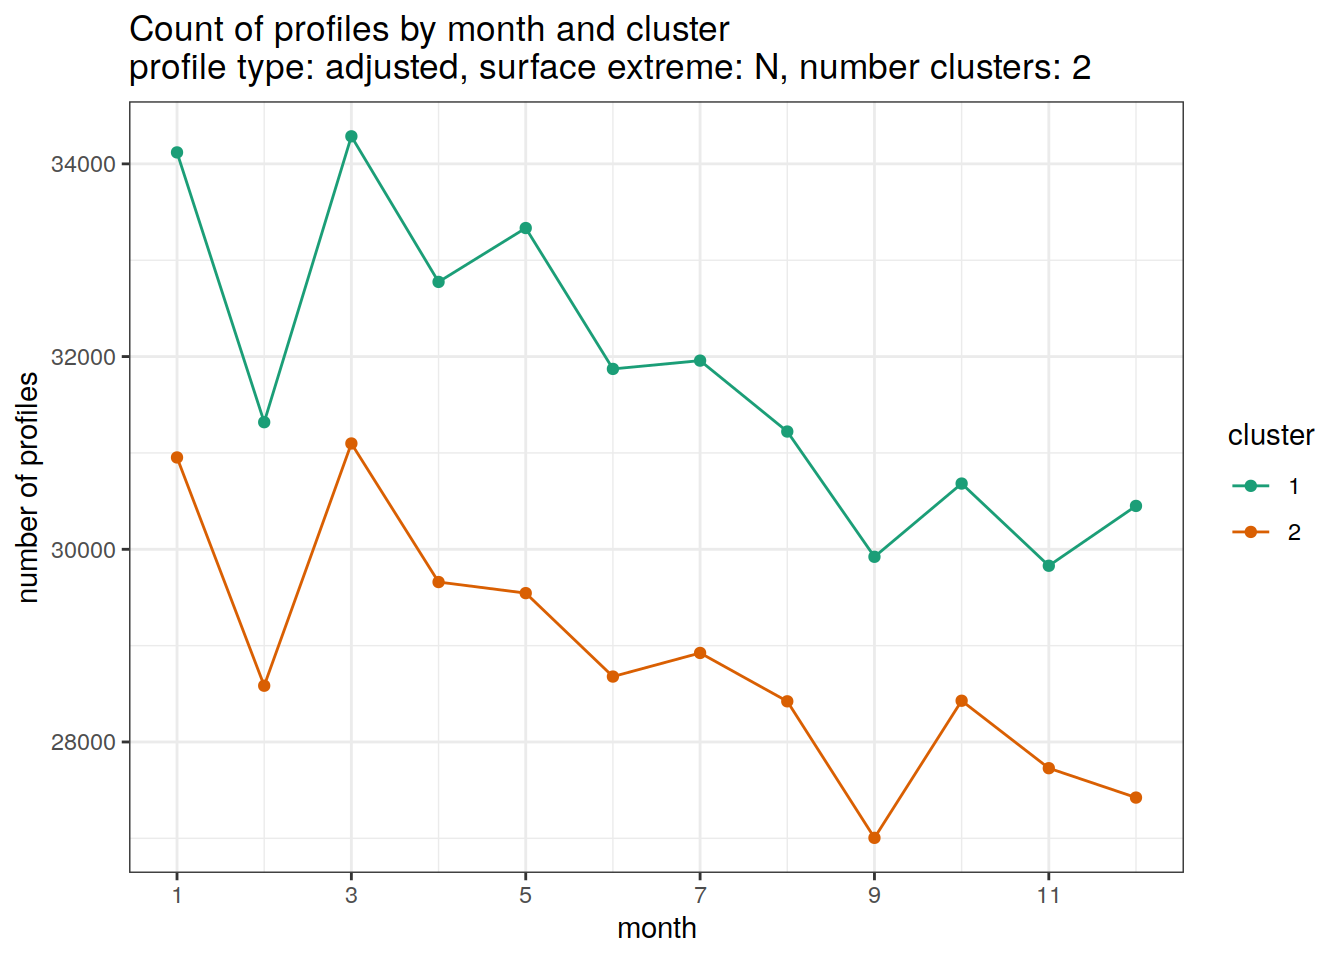 Count of profiles by month and cluster
profile type: adjusted, surface extreme: N, number clusters: 2
34000
32000
30000
28000
number of profiles
1 3 5 7 9 11
month
cluster
1
2